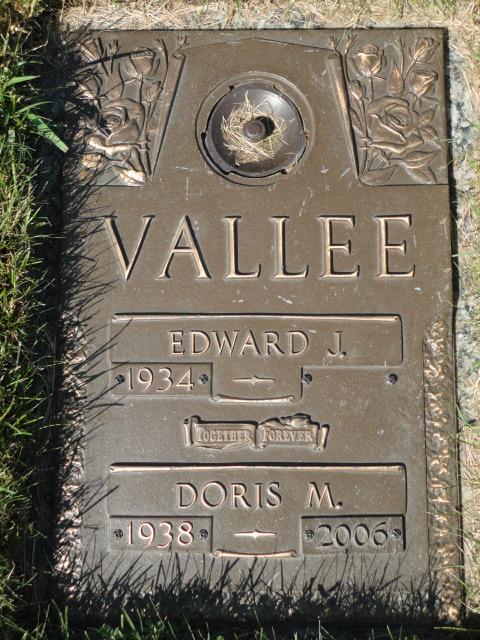 VALLEE
EDWARD J.
1934
TOGETHER FOREVER
DORIS M.
1938 2006